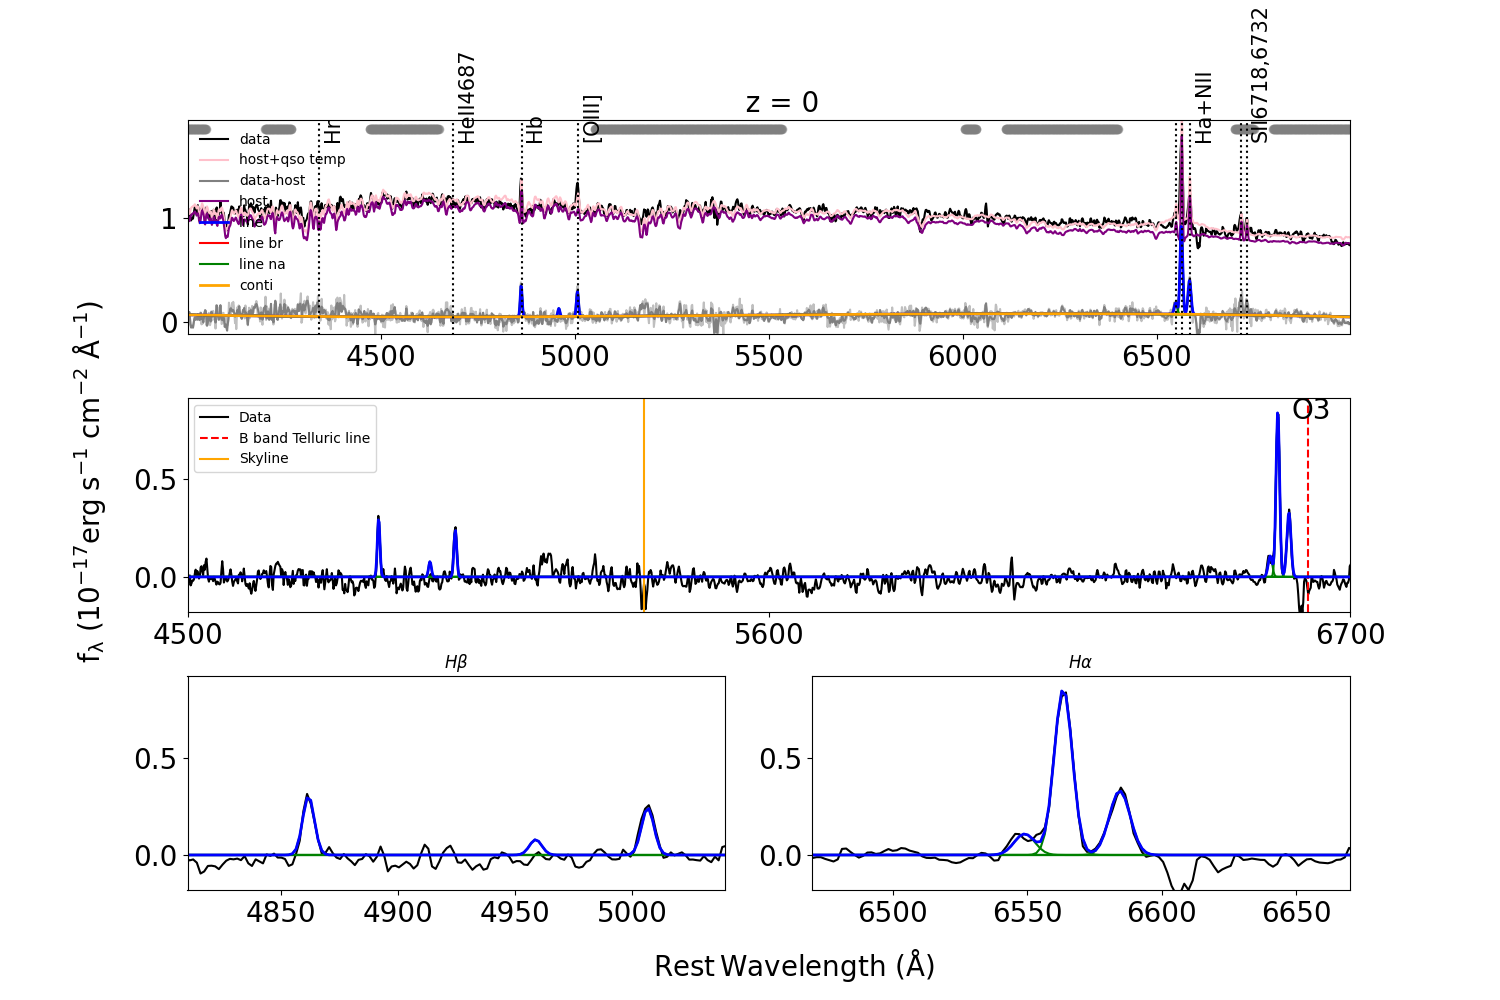 z = 0
Hr
HeII4687
Hb
[OIII]
Ha+NII
SII6718,6732
data
host+qso temp
data-host
host
line
line br
line na
conti
1
0
4500 5000 5500 6000 6500
fλ (10−17erg s−1 cm−2 Å−1)
Data
B band Telluric line
Skyline
O3
0.5
0.0
4500 5600 6700
Hβ
0.5
0.0
4850 4900 4950 5000
Hα
0.5
0.0
6500 6550 6600 6650
Rest Wavelength (Å)